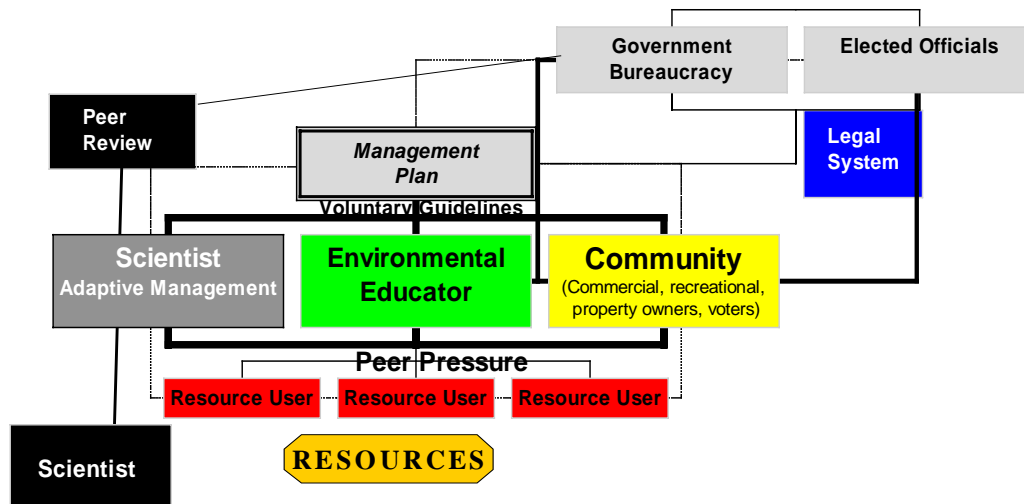 Government
Bureaucracy
Elected Officials
Peer
Review
Legal
System
Management
Plan
Voluntary Guidelines
Scientist
Adaptive Management
Environmental
Educator
Community
(Commercial, recreational,
property owners, voters)
Peer Pressure
Resource User
Resource User
Resource User
Scientist
RESOURCES